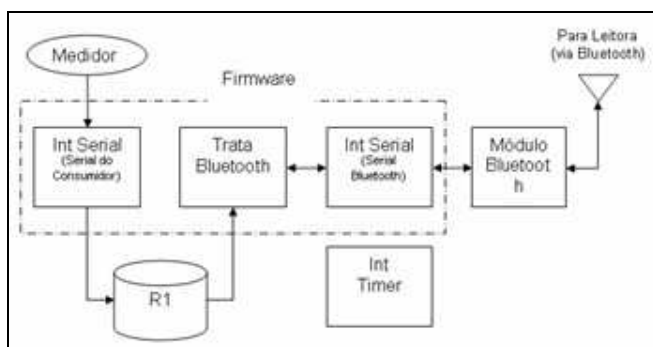 Medidor
Para Leitora
(via Bluetooth)
Firmware
Int Serial
(Serial do
Consumidor)
Trata
Bluetooth
Int Serial
(Serial
Bluetooth)
Módulo
Bluetoot
h
R1
Int
Timer